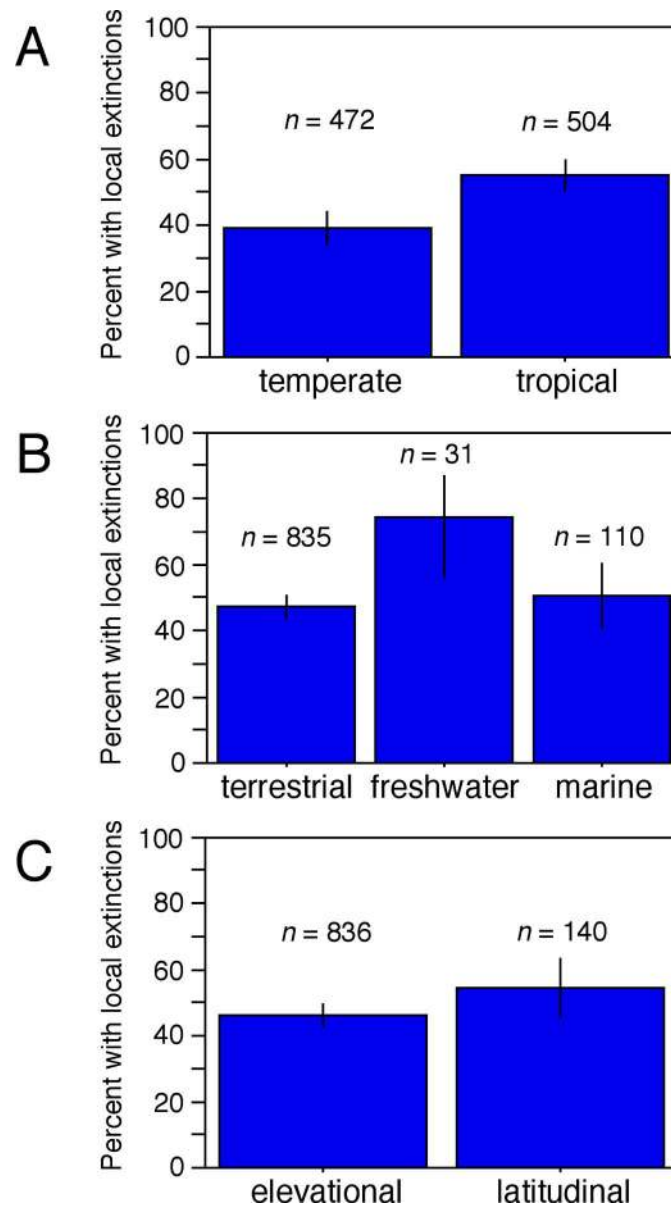 A
Percent with local extinctions
100
80
60
40
20
0
n = 472
n = 504
temperate
tropical
B
Percent with local extinctions
100
80
60
40
20
0
n = 835
n = 31
n = 110
terrestrial
freshwater
marine
C
Percent with local extinctions
100
80
60
40
20
0
n = 836
n = 140
elevational
latitudinal